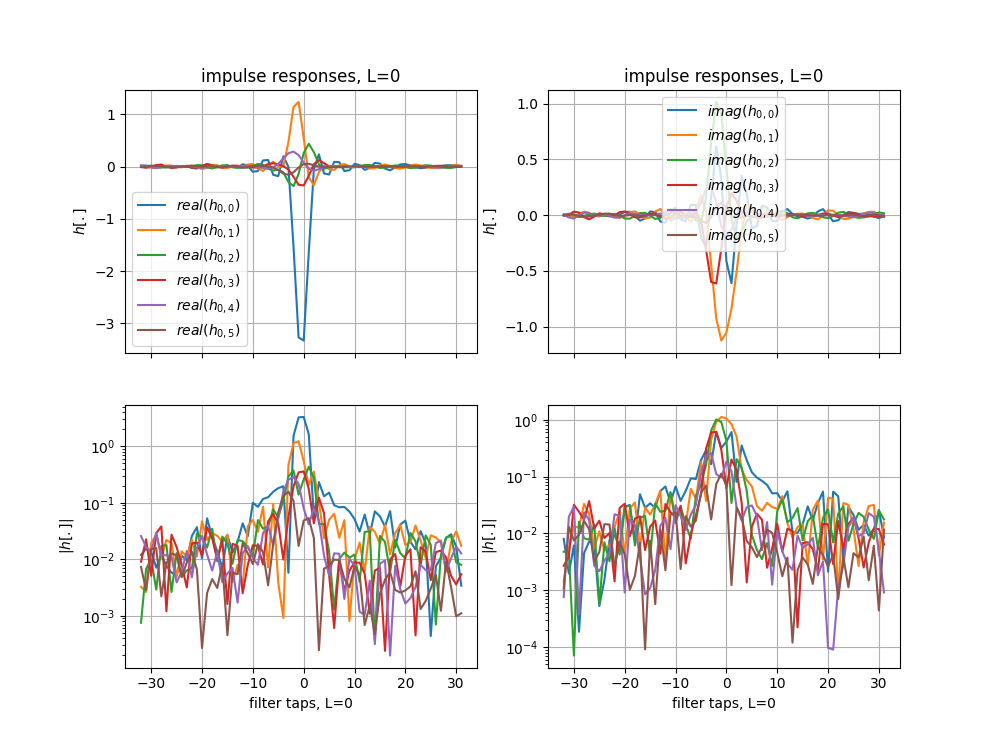 impulse responses, L=0
impulse responses, L=0
1
0
−1
−2
−3
h[.]
real(h0,0)
real(h0,1)
real(h0,2)
real(h0,3)
real(h0,4)
real(h0,5)
1.0
0.5
0.0
−0.5
−1.0
h[.]
imag(h0,0)
imag(h0,1)
imag(h0,2)
imag(h0,3)
imag(h0,4)
imag(h0,5)
10⁰
10⁻¹
10⁻²
10⁻³
|h[.]|
−30 −20 −10 0 10 20 30
filter taps, L=0
10⁰
10⁻¹
10⁻²
10⁻³
10⁻⁴
|h[.]|
−30 −20 −10 0 10 20 30
filter taps, L=0